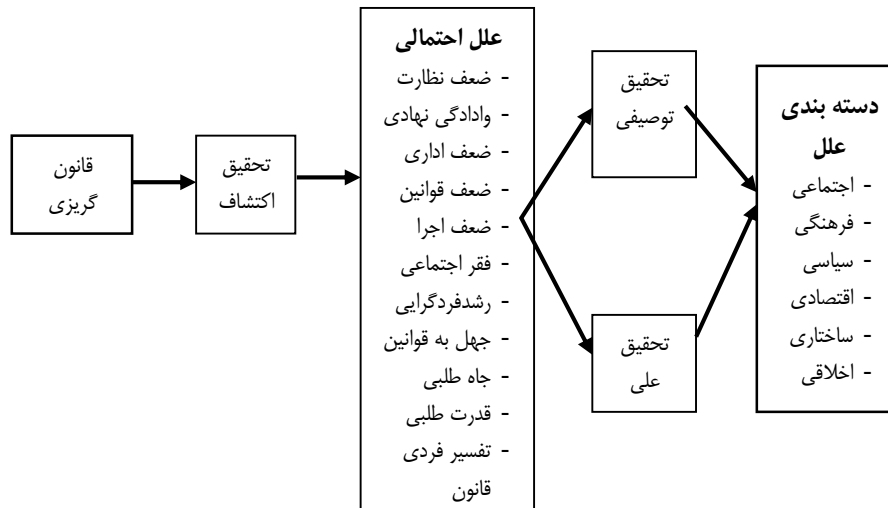 قانون
گریزی
تحقیق
اکتشاف
علل احتمالی
- ضعف نظارت
- وادادگی نهادی
- ضعف اداری
- ضعف قوانین
- ضعف اجرا
- فقر اجتماعی
- رشدفردگرایی
- جهل به قوانین
- جاه طلبی
- قدرت طلبی
- تفسیر فردی
قانون
تحقیق
توصیفی
تحقیق
علی
دسته بندی
علل
- اجتماعی
- فرهنگی
- سیاسی
- اقتصادی
- ساختاری
- اخلاقی